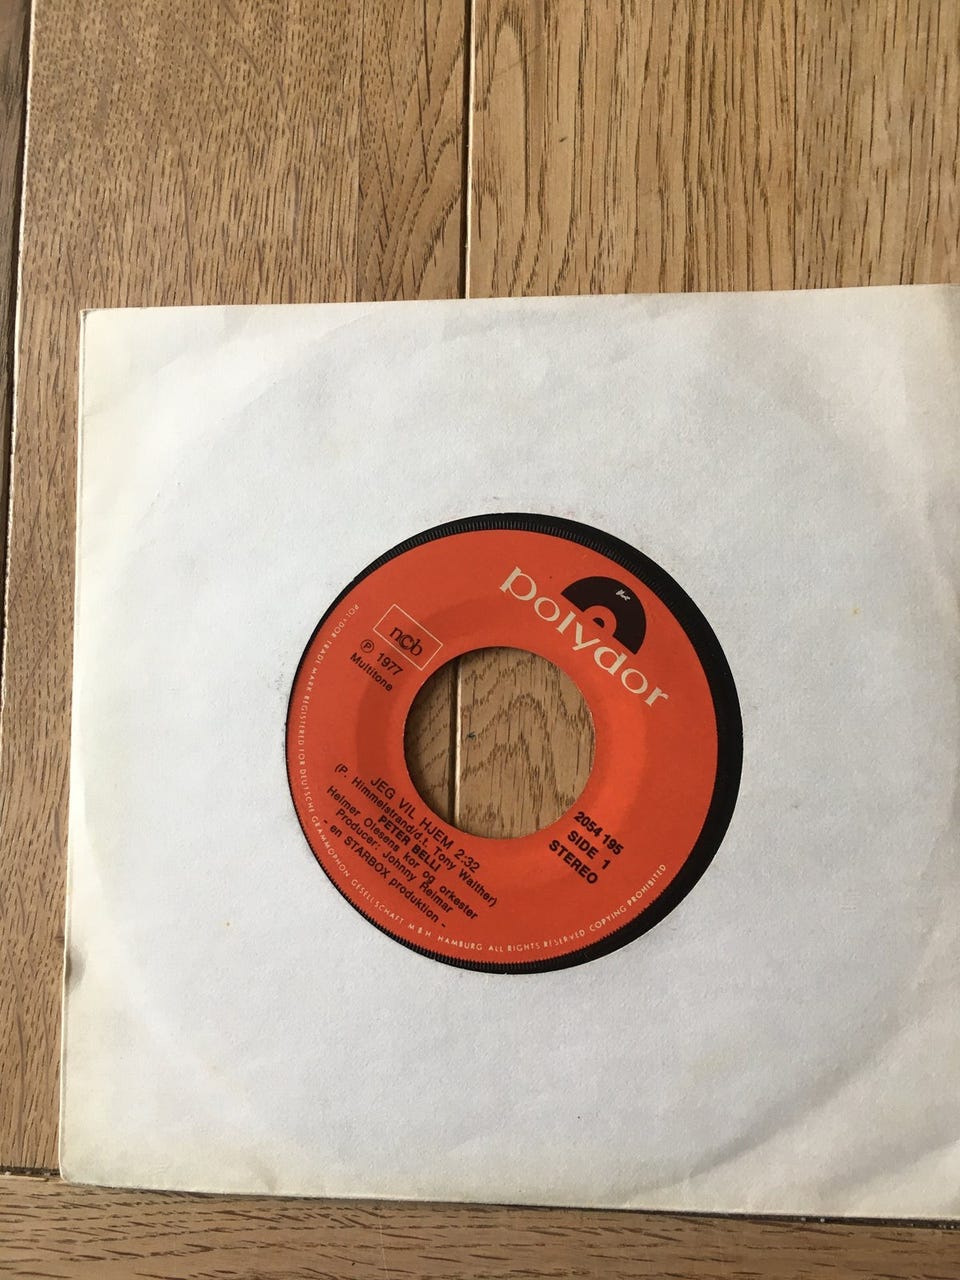 polydor
ncb
Ⓟ 1977
Multitone
2054 195
SIDE 1
STEREO
JEG VIL HJEM 2:32
(P. Himmelstrand/d.t. Tony Walther)
PETER BELLI
Helmer Olesens kor og orkester
Producer: Johnny Reimar
- en STARBOX produktion -
POLYDOR TRADE MARK REGISTERED FOR DEUTSCHE GRAMMOPHON GESELLSCHAFT M B H HAMBURG ALL RIGHTS RESERVED COPYING PROHIBITED